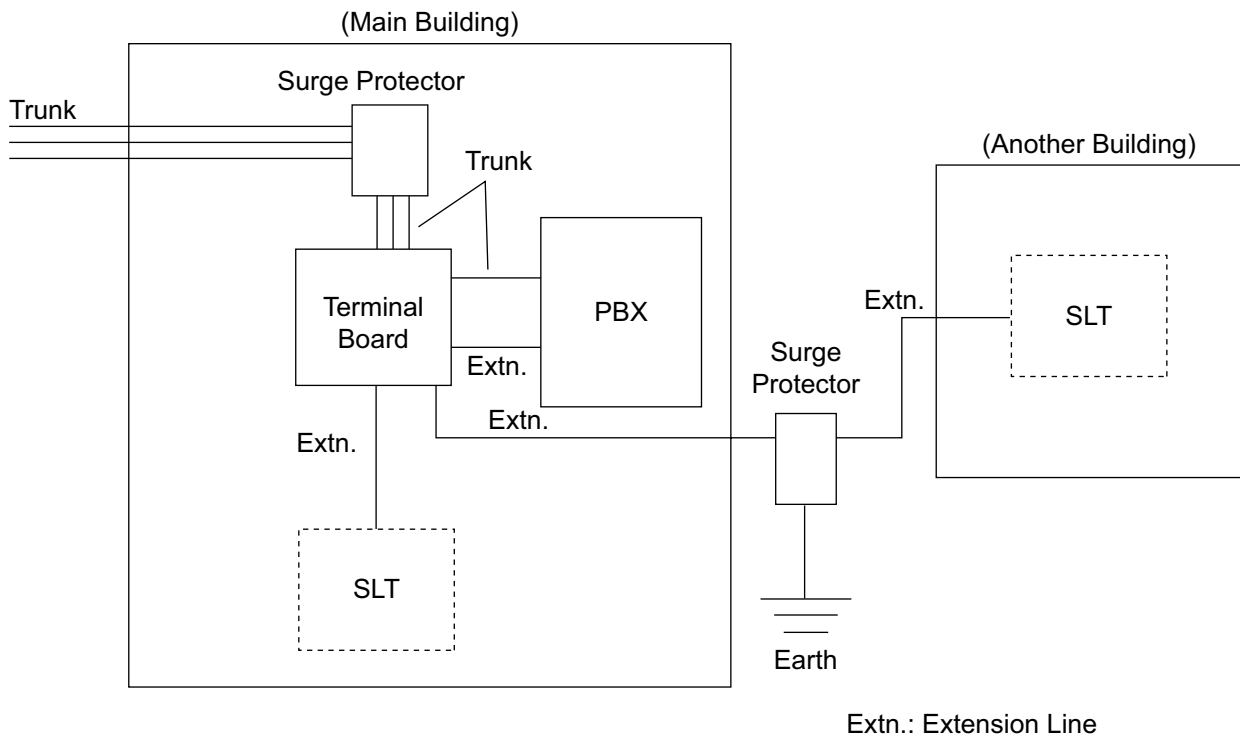 (Main Building)
Surge Protector
Trunk
Trunk
(Another Building)
Terminal
Board
PBX
Extn.
SLT
Extn.
Surge
Protector
Extn.
Extn.
SLT
Earth
Extn.: Extension Line